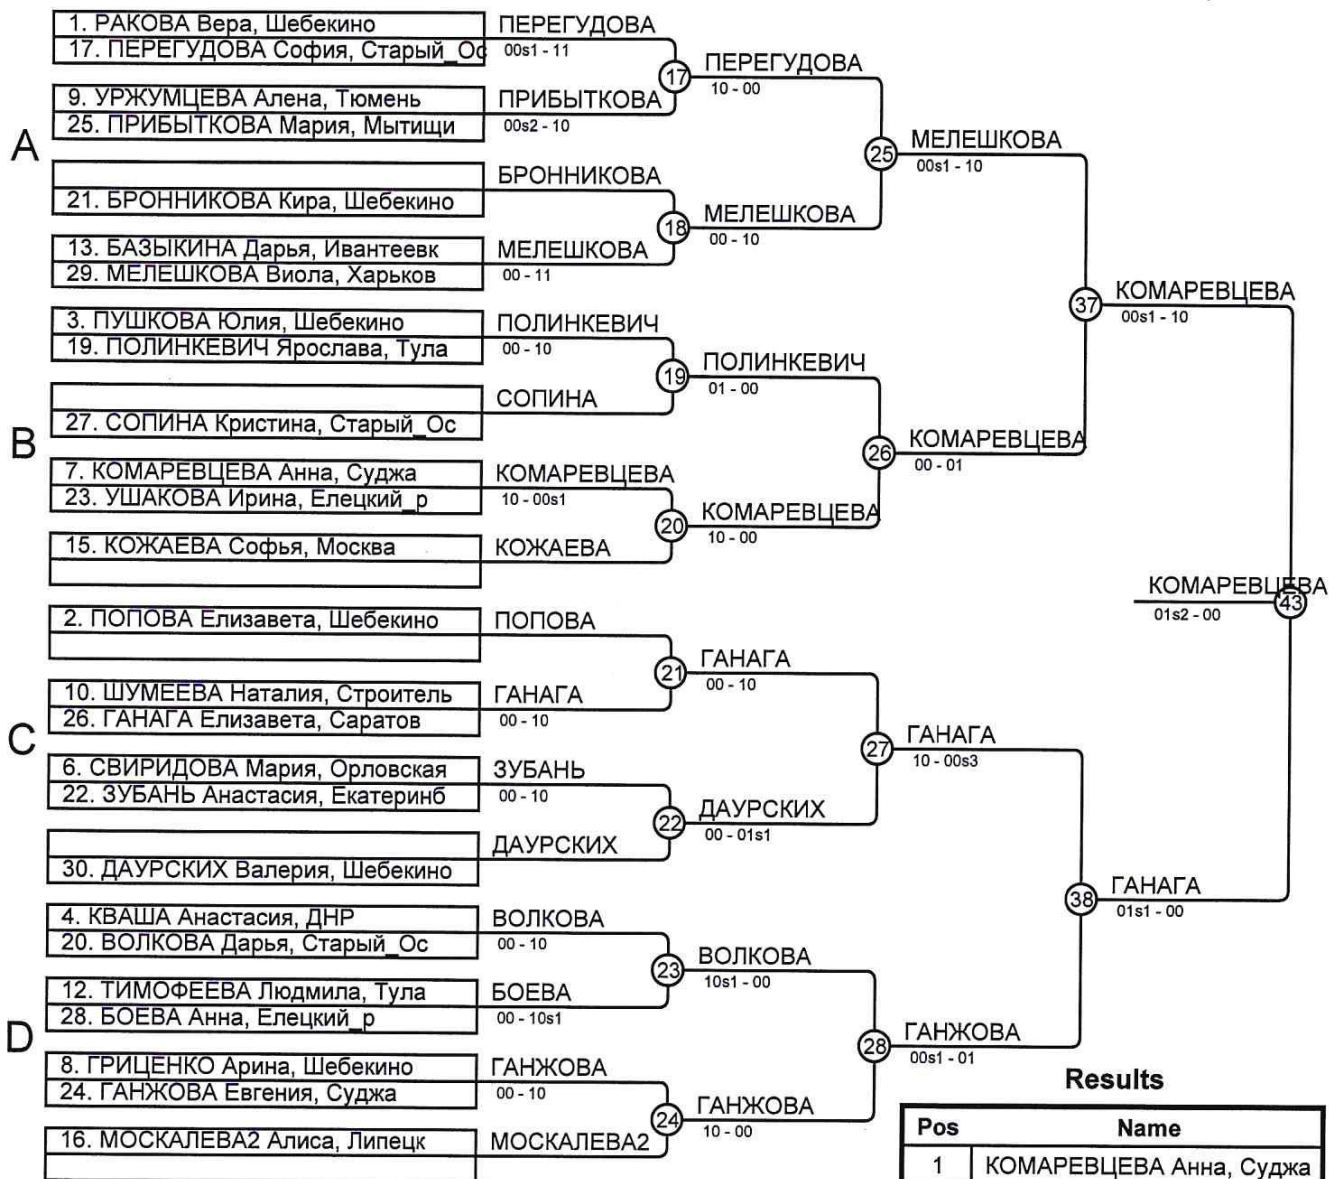 1. РАКОВА Вера, Шебекино
17. ПЕРЕГУДОВА София, Старый_Ос
ПЕРЕГУДОВА
00s1 - 11
9. УРЖУМЦЕВА Алена, Тюмень
25. ПРИБЫТКОВА Мария, Мытищи
ПРИБЫТКОВА
00s2 - 10
17
ПЕРЕГУДОВА
10 - 00
A
21. БРОННИКОВА Кира, Шебекино
БРОННИКОВА
13. БАЗЫКИНА Дарья, Ивантеевк
29. МЕЛЕШКОВА Виола, Харьков
МЕЛЕШКОВА
00 - 11
18
МЕЛЕШКОВА
00 - 10
25
МЕЛЕШКОВА
00s1 - 10
3. ПУШКОВА Юлия, Шебекино
19. ПОЛИНКЕВИЧ Ярослава, Тула
ПОЛИНКЕВИЧ
00 - 10
27. СОПИНА Кристина, Старый_Ос
СОПИНА
19
ПОЛИНКЕВИЧ
01 - 00
B
7. КОМАРЕВЦЕВА Анна, Суджа
23. УШАКОВА Ирина, Елецкий_р
КОМАРЕВЦЕВА
10 - 00s1
15. КОЖАЕВА Софья, Москва
КОЖАЕВА
20
КОМАРЕВЦЕВА
10 - 00
26
КОМАРЕВЦЕВА
00 - 01
37
КОМАРЕВЦЕВА
00s1 - 10
2. ПОПОВА Елизавета, Шебекино
ПОПОВА
10. ШУМЕЕВА Наталия, Строитель
26. ГАНАГА Елизавета, Саратов
ГАНАГА
00 - 10
21
ГАНАГА
00 - 10
C
6. СВИРИДОВА Мария, Орловская
22. ЗУБАНЬ Анастасия, Екатеринб
ЗУБАНЬ
00 - 10
30. ДАУРСКИХ Валерия, Шебекино
ДАУРСКИХ
22
ДАУРСКИХ
00 - 01s1
27
ГАНАГА
10 - 00s3
4. КВАША Анастасия, ДНР
20. ВОЛКОВА Дарья, Старый_Ос
ВОЛКОВА
00 - 10
12. ТИМОФЕЕВА Людмила, Тула
28. БОЕВА Анна, Елецкий_р
БОЕВА
00 - 10s1
23
ВОЛКОВА
10s1 - 00
D
8. ГРИЦЕНКО Арина, Шебекино
24. ГАНЖОВА Евгения, Суджа
ГАНЖОВА
00 - 10
16. МОСКАЛЕВА2 Алиса, Липецк
МОСКАЛЕВА2
24
ГАНЖОВА
10 - 00
28
ГАНЖОВА
00s1 - 01
38
ГАНАГА
01s1 - 00
КОМАРЕВЦЕВА
01s2 - 00
43
Results
Pos Name
1 КОМАРЕВЦЕВА Анна, Суджа